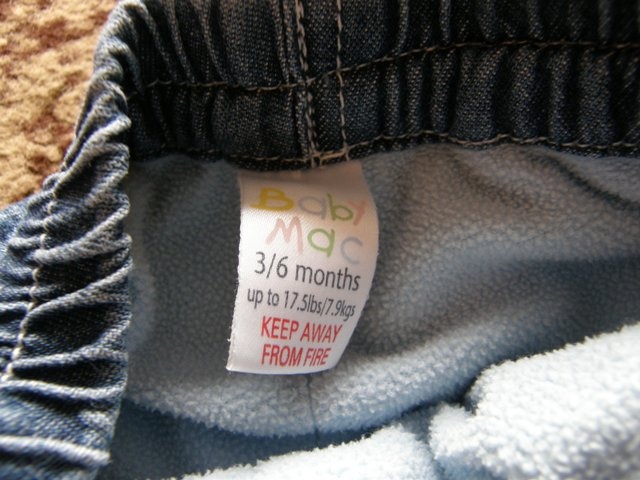 Baby
Mac
3/6 months
up to 17.5lbs/7.9kgs
KEEP AWAY
FROM FIRE